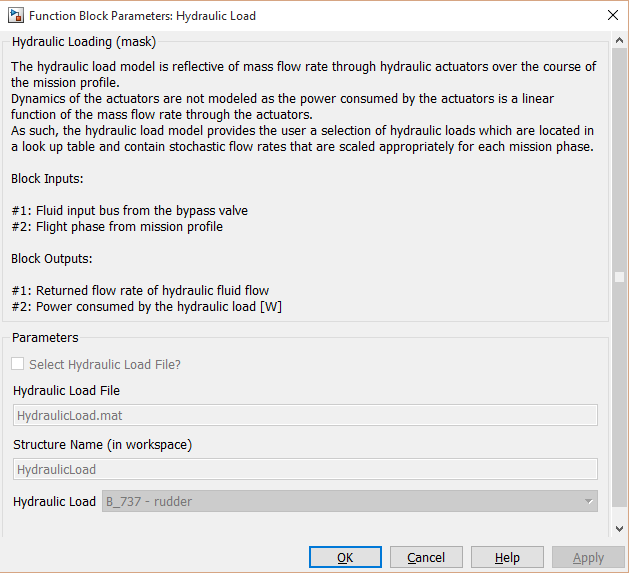 Function Block Parameters: Hydraulic Load
Hydraulic Loading (mask)
The hydraulic load model is reflective of mass flow rate through hydraulic actuators over the course of
the mission profile.
Dynamics of the actuators are not modeled as the power consumed by the actuators is a linear
function of the mass flow rate through the actuators.
As such, the hydraulic load model provides the user a selection of hydraulic loads which are located in
a look up table and contain stochastic flow rates that are scaled appropriately for each mission phase.
Block Inputs:
#1: Fluid input bus from the bypass valve
#2: Flight phase from mission profile
Block Outputs:
#1: Returned flow rate of hydraulic fluid flow
#2: Power consumed by the hydraulic load [W]
Parameters
Select Hydraulic Load File?
Hydraulic Load File
HydraulicLoad.mat
Structure Name (in workspace)
HydraulicLoad
Hydraulic Load B_737 - rudder
OK Cancel Help Apply